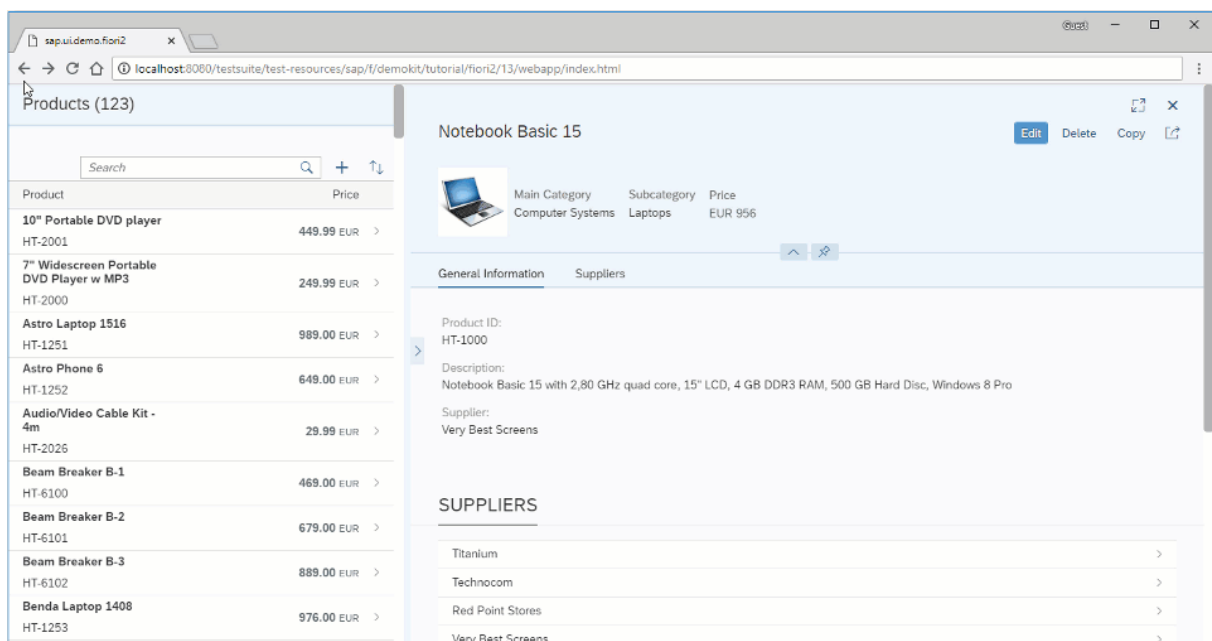 Guest
sap.ui.demo.fiori2
localhost:8080/testsuite/test-resources/sap/f/demokit/tutorial/fiori2/13/webapp/index.html
Products (123)
Search
Product Price
10" Portable DVD player
HT-2001
449.99 EUR
7" Widescreen Portable
DVD Player w MP3
HT-2000
249.99 EUR
Astro Laptop 1516
HT-1251
989.00 EUR
Astro Phone 6
HT-1252
649.00 EUR
Audio/Video Cable Kit -
4m
HT-2026
29.99 EUR
Beam Breaker B-1
HT-6100
469.00 EUR
Beam Breaker B-2
HT-6101
679.00 EUR
Beam Breaker B-3
HT-6102
889.00 EUR
Benda Laptop 1408
HT-1253
976.00 EUR
Notebook Basic 15
Edit Delete Copy
Main Category Subcategory Price
Computer Systems Laptops EUR 956
General Information Suppliers
Product ID:
HT-1000
Description:
Notebook Basic 15 with 2,80 GHz quad core, 15" LCD, 4 GB DDR3 RAM, 500 GB Hard Disc, Windows 8 Pro
Supplier:
Very Best Screens
SUPPLIERS
Titanium
Technocom
Red Point Stores
Very Best Screens